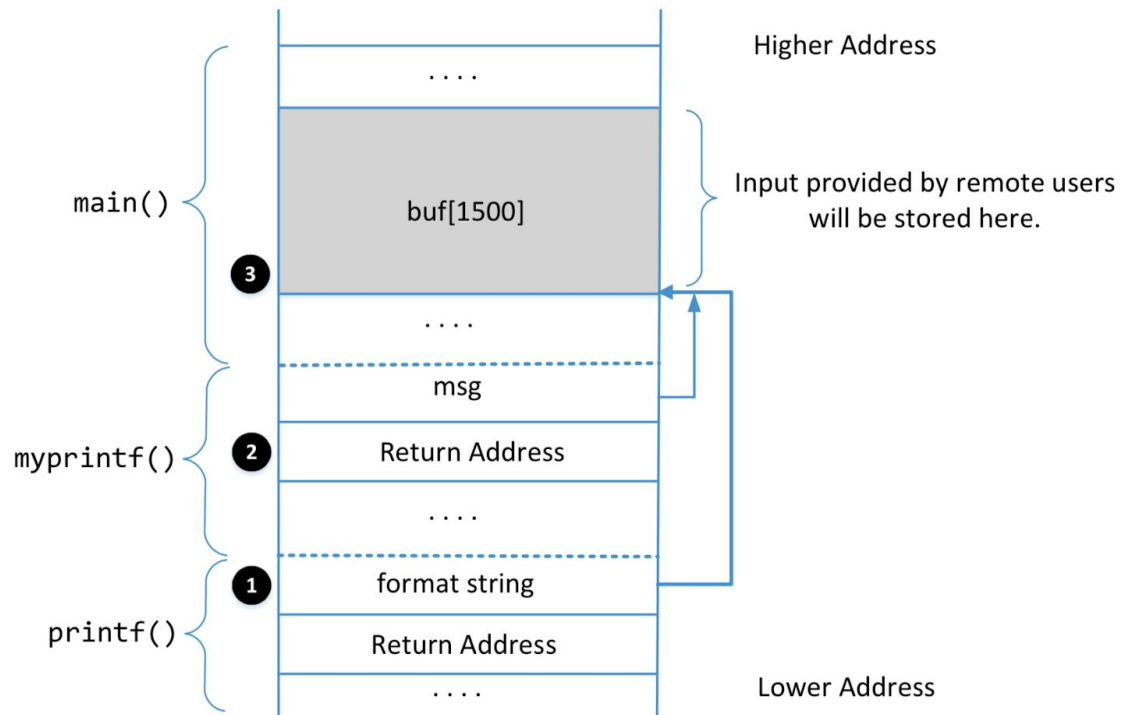 Higher Address
. . . .
main()
buf[1500]
Input provided by remote users
will be stored here.
3
. . . .
msg
myprintf()
2
Return Address
. . . .
1
format string
printf()
Return Address
. . . .
Lower Address